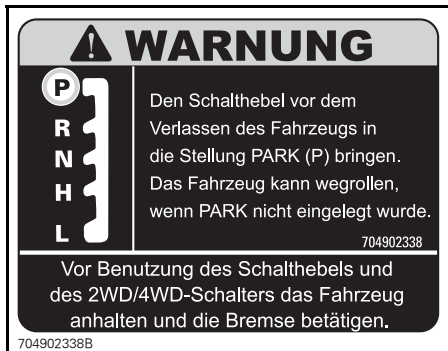 WARNUNG
P
R
N
H
L
Den Schalthebel vor dem
Verlassen des Fahrzeugs in
die Stellung PARK (P) bringen.
Das Fahrzeug kann wegrollen,
wenn PARK nicht eingelegt wurde.
704902338
Vor Benutzung des Schalthebels und
des 2WD/4WD-Schalters das Fahrzeug
anhalten und die Bremse betätigen.
704902338B